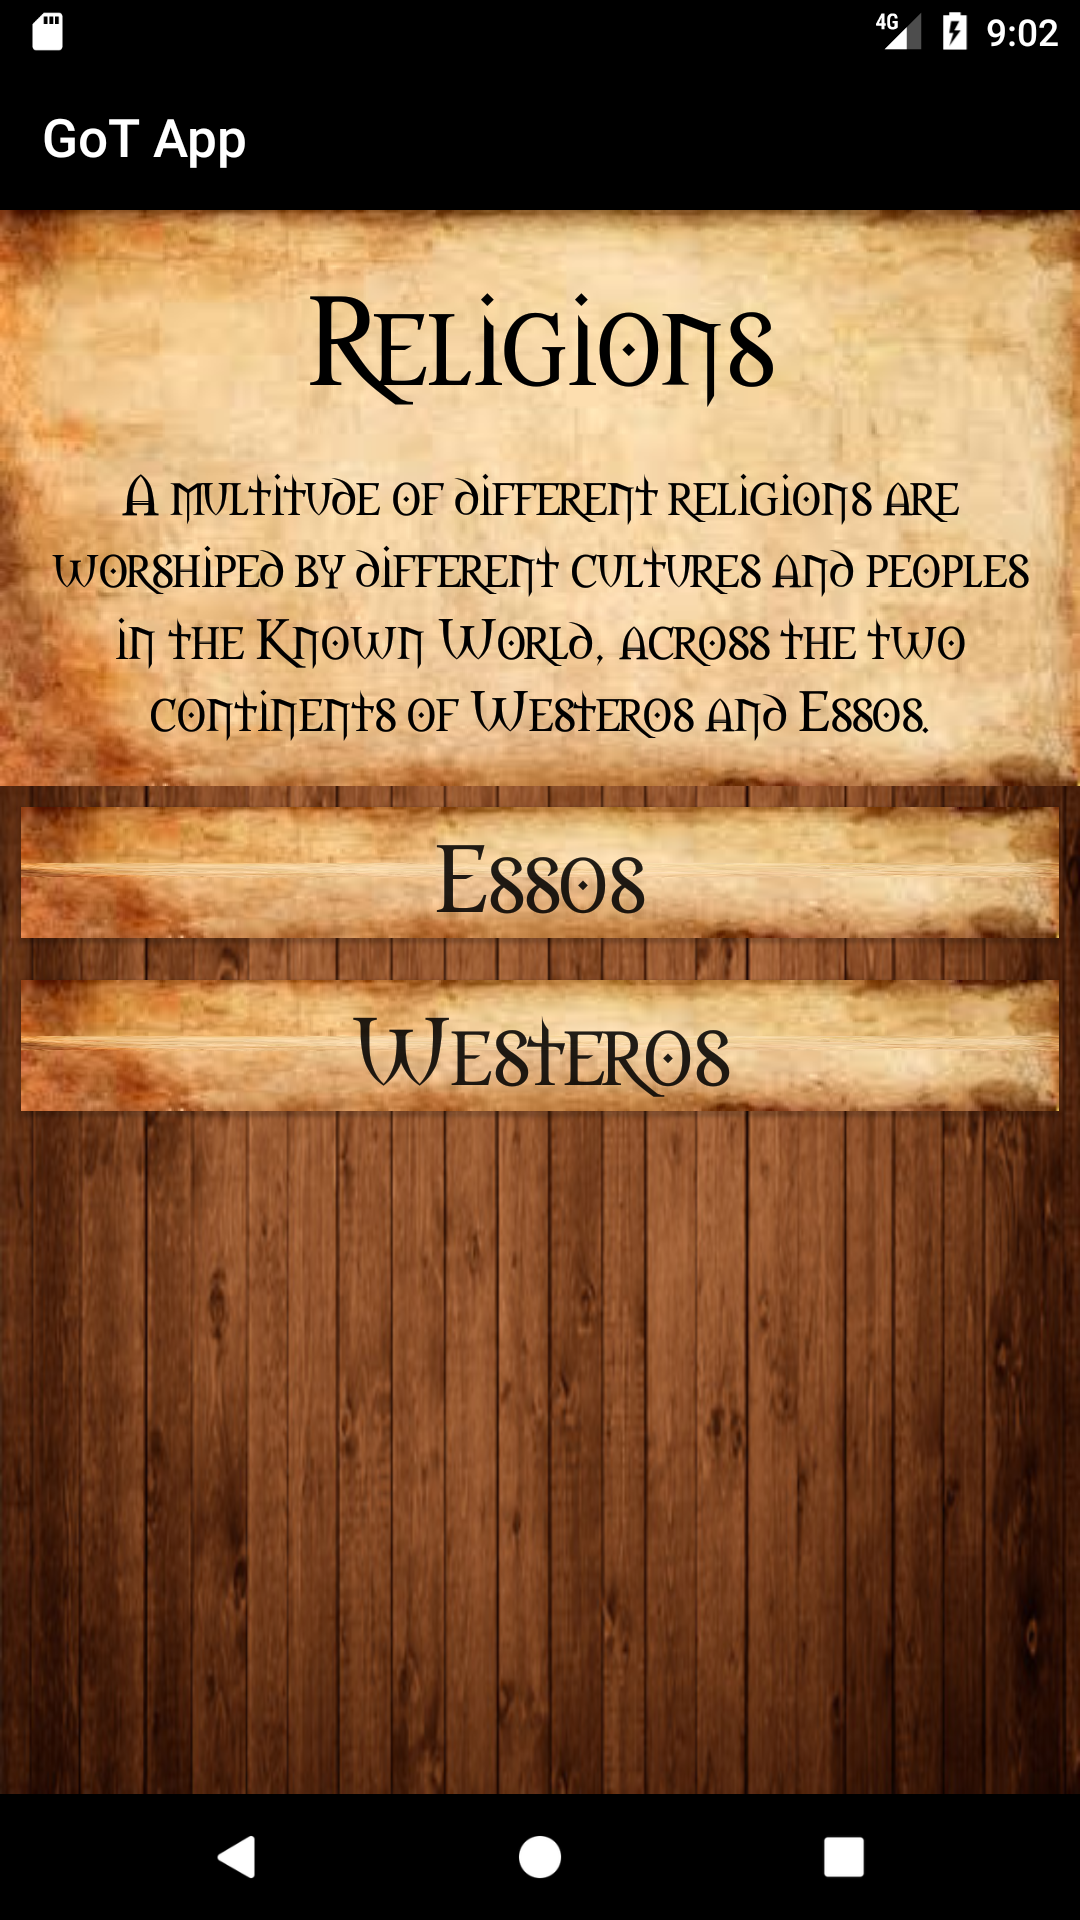 4G 9:02
GoT App
Religions
A multitude of different religions are
worshiped by different cultures and peoples
in the Known World, across the two
continents of Westeros and Essos.
Essos
Westeros